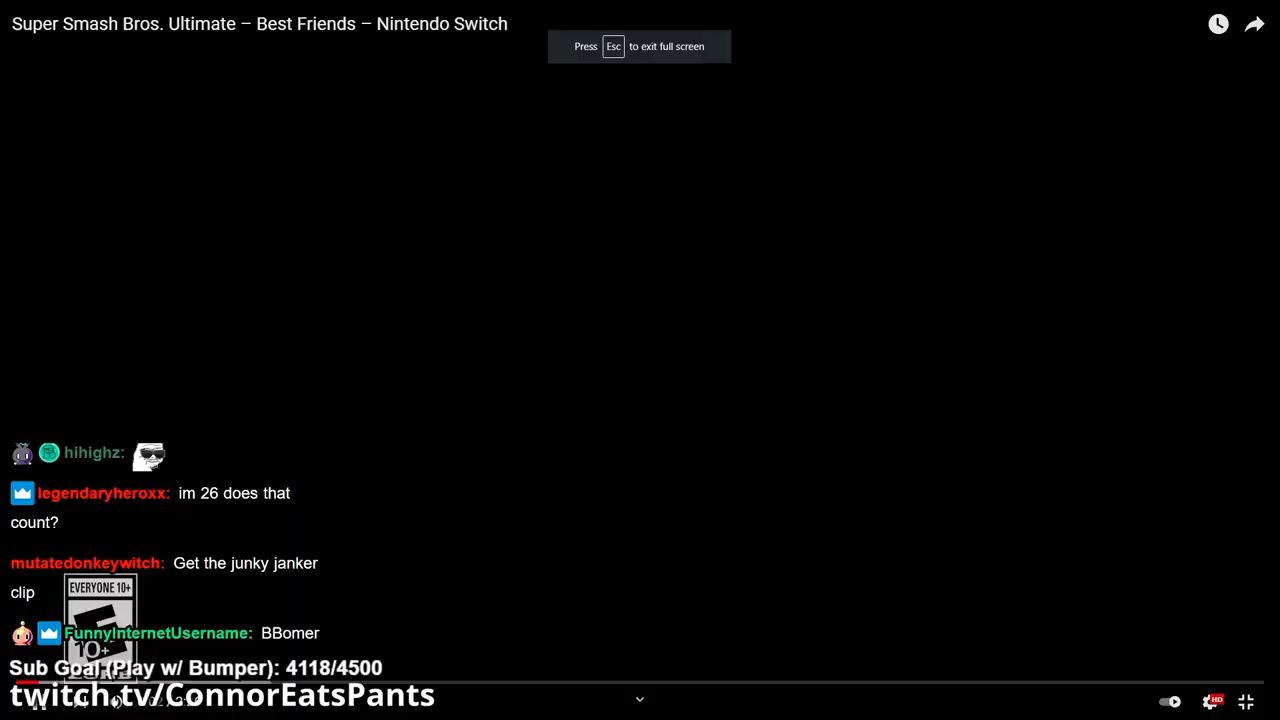 Super Smash Bros. Ultimate – Best Friends – Nintendo Switch
Press Esc to exit full screen
hihighz:
legendaryheroxx: im 26 does that
count?
mutatedonkeywitch: Get the junky janker
clip
EVERYONE 10+
FunnyInternetUsername: BBomer
10+
Sub Goal (Play w/ Bumper): 4118/4500
twitch.tv/ConnorEatsPants
HD